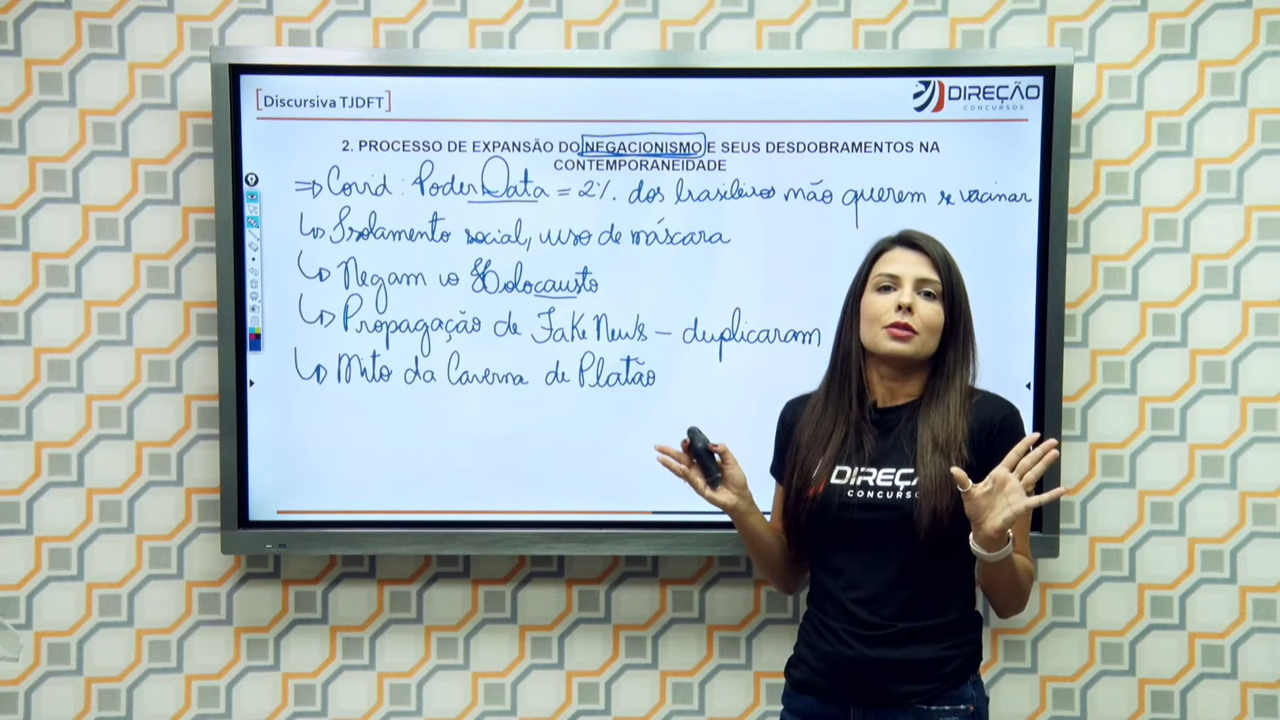 [Discursiva TJDFT]
DIREÇÃO
CONCURSOS
2. PROCESSO DE EXPANSÃO DO NEGACIONISMO E SEUS DESDOBRAMENTOS NA
CONTEMPORANEIDADE
⇒ Covid: PoderData = 2%. dos brasileiros não querem se vacinar
↳ Isolamento social, uso de máscara
↳ Negam o Holocausto
↳ Propagação de Fake News – duplicaram
↳ Mito da Caverna de Platão
DIREÇA
CONCURSO